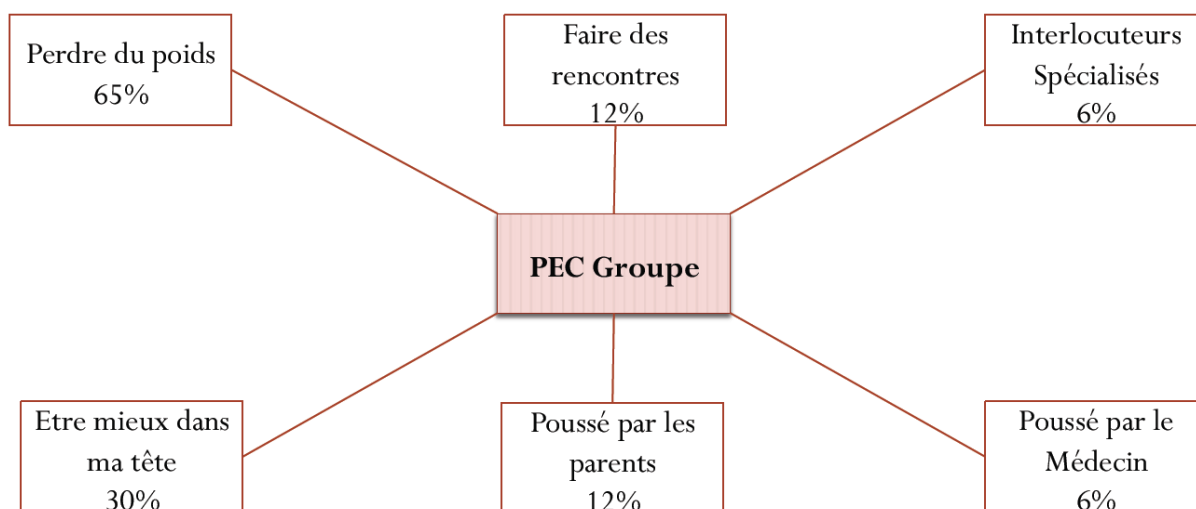 Perdre du poids
65%
Faire des
rencontres
12%
Interlocuteurs
Spécialisés
6%
PEC Groupe
Etre mieux dans
ma tête
30%
Poussé par les
parents
12%
Poussé par le
Médecin
6%